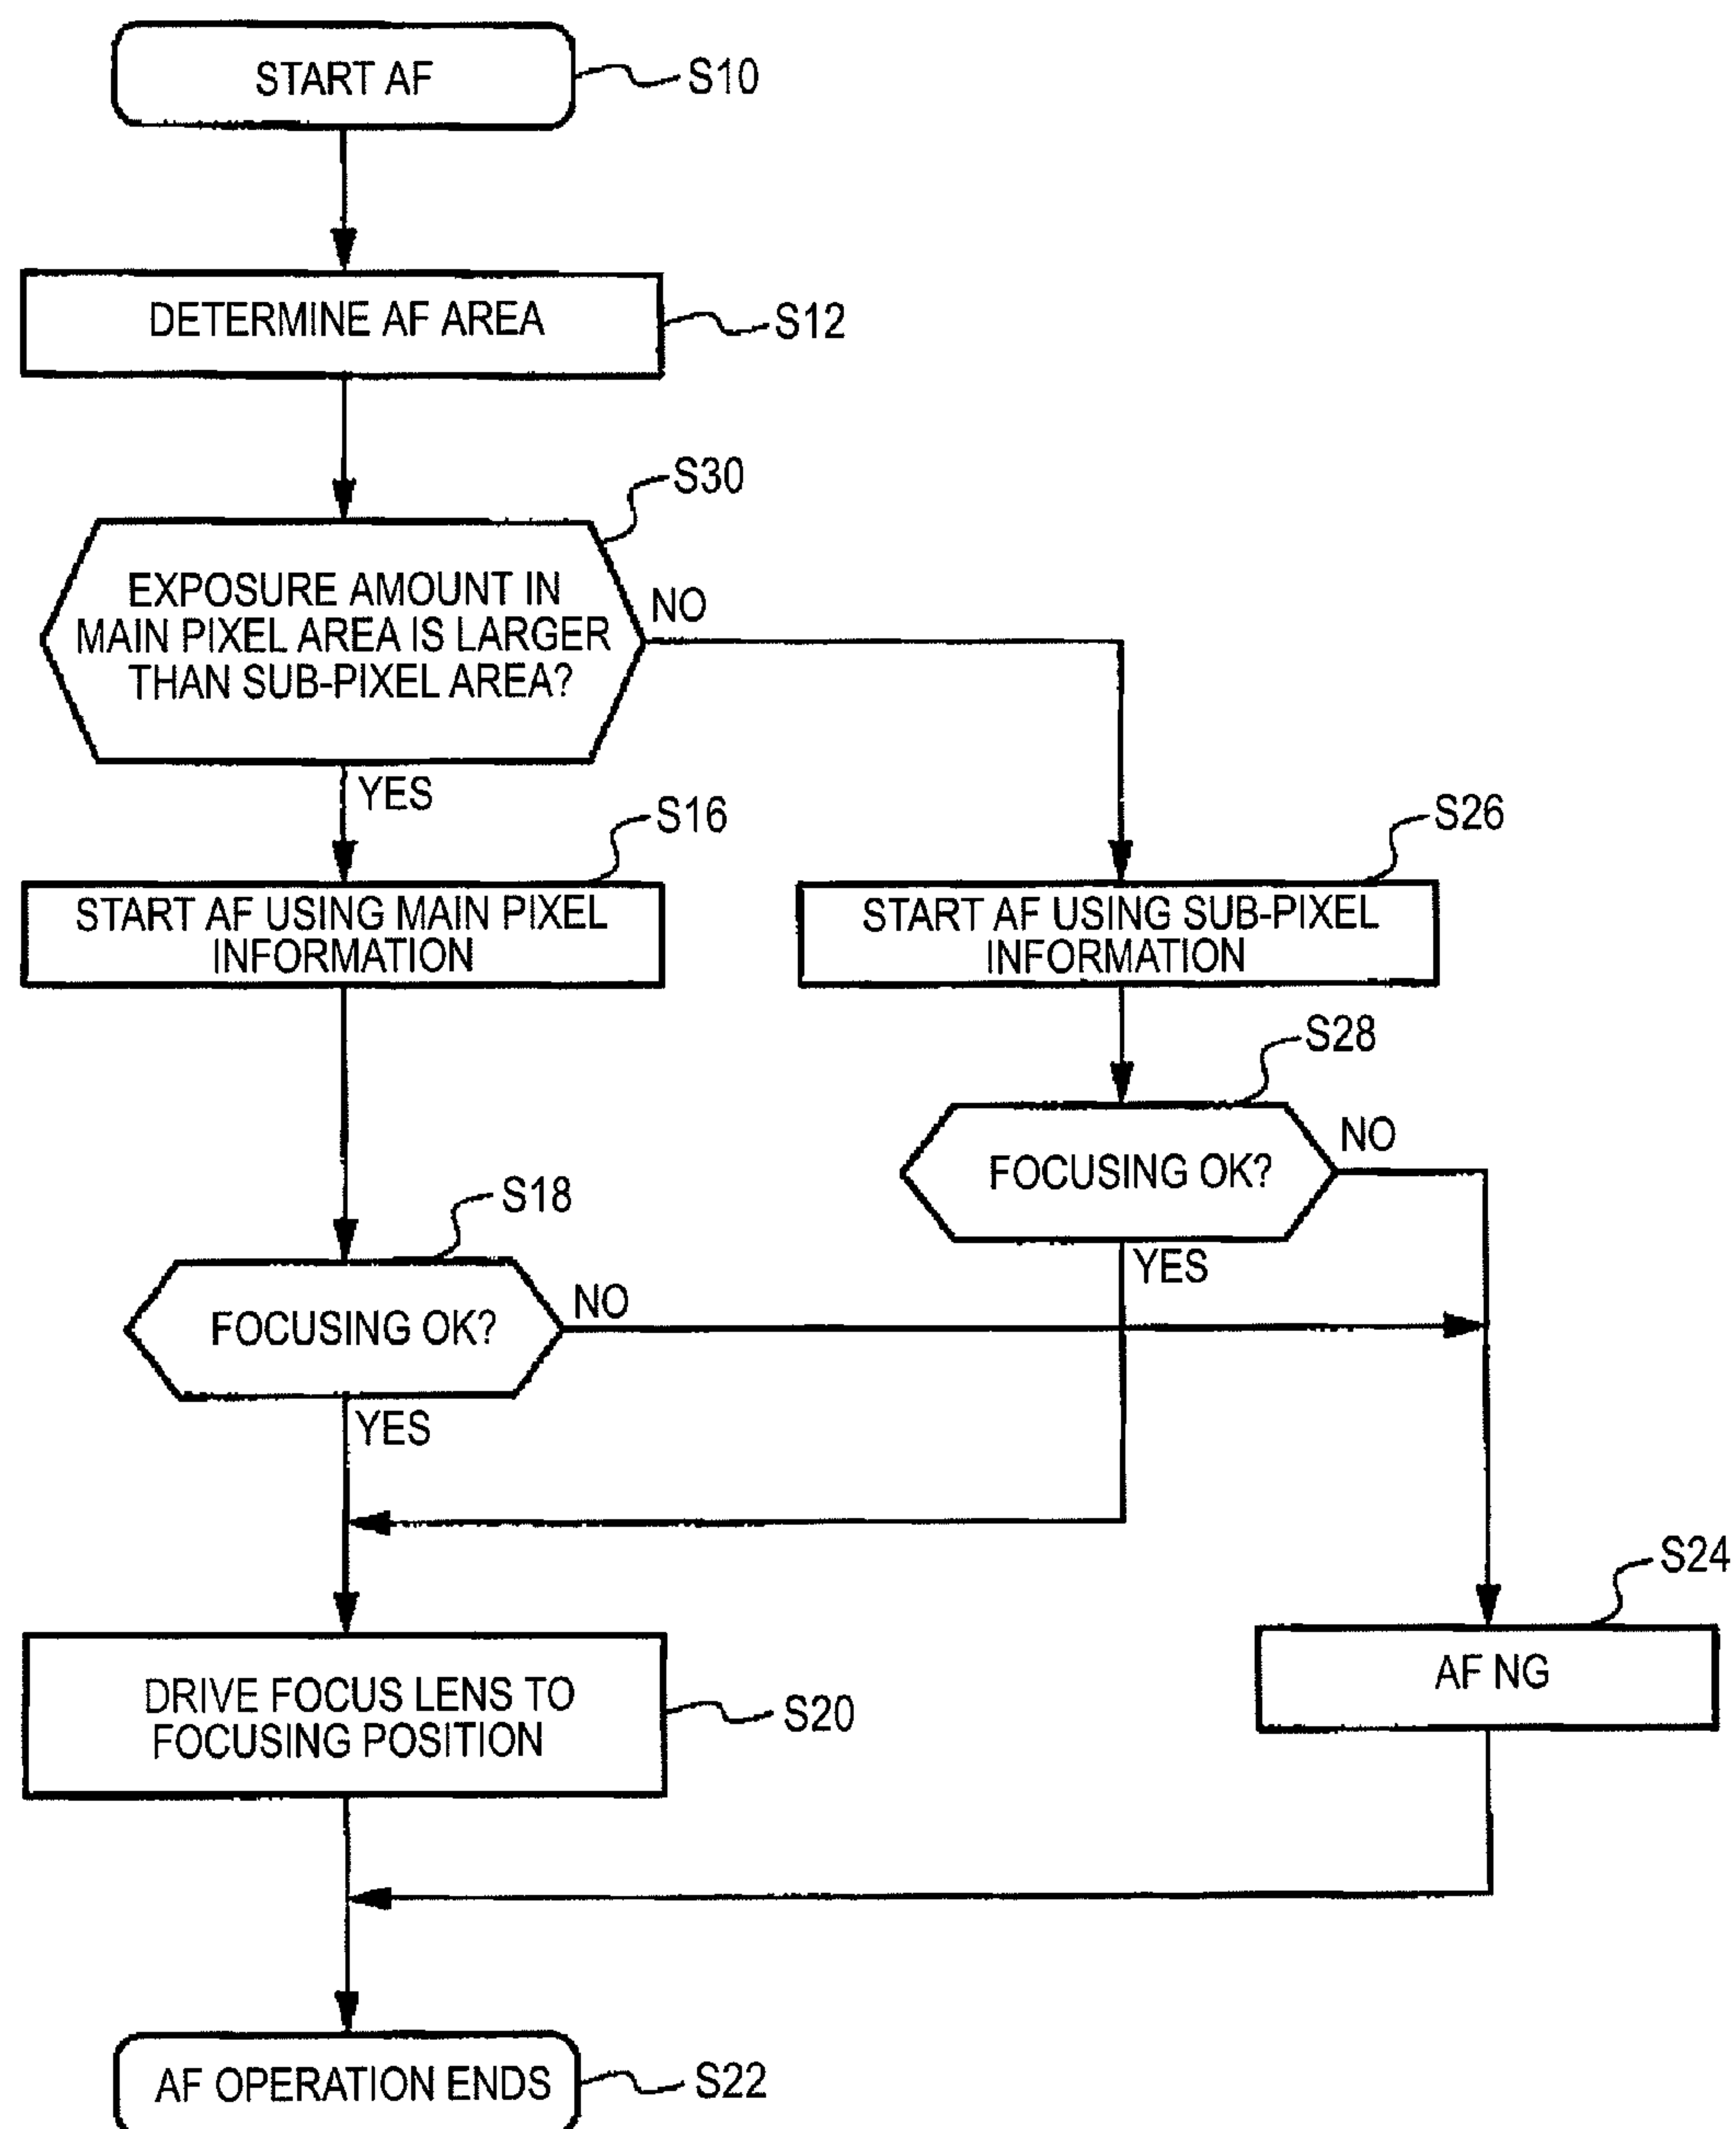 START AF
S10
DETERMINE AF AREA
S12
S30
EXPOSURE AMOUNT IN
MAIN PIXEL AREA IS LARGER
THAN SUB-PIXEL AREA?
NO
YES
S16
START AF USING MAIN PIXEL
INFORMATION
S26
START AF USING SUB-PIXEL
INFORMATION
S28
FOCUSING OK?
NO
YES
S18
FOCUSING OK?
NO
YES
S24
AF NG
DRIVE FOCUS LENS TO
FOCUSING POSITION
S20
AF OPERATION ENDS
S22